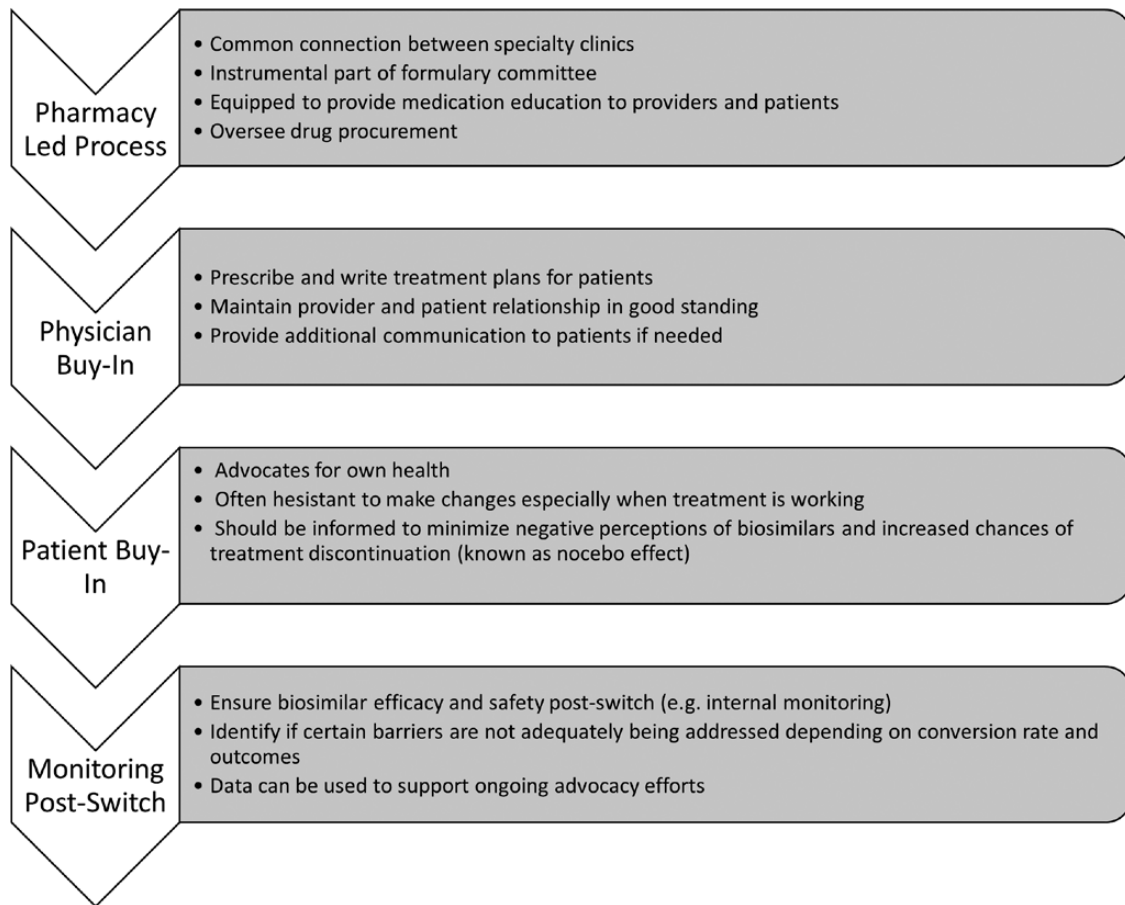 Pharmacy
Led Process
• Common connection between specialty clinics
• Instrumental part of formulary committee
• Equipped to provide medication education to providers and patients
• Oversee drug procurement
Physician
Buy-In
• Prescribe and write treatment plans for patients
• Maintain provider and patient relationship in good standing
• Provide additional communication to patients if needed
Patient Buy-
In
• Advocates for own health
• Often hesistant to make changes especially when treatment is working
• Should be informed to minimize negative perceptions of biosimilars and increased chances of
treatment discontinuation (known as nocebo effect)
Monitoring
Post-Switch
• Ensure biosimilar efficacy and safety post-switch (e.g. internal monitoring)
• Identify if certain barriers are not adequately being addressed depending on conversion rate and
outcomes
• Data can be used to support ongoing advocacy efforts